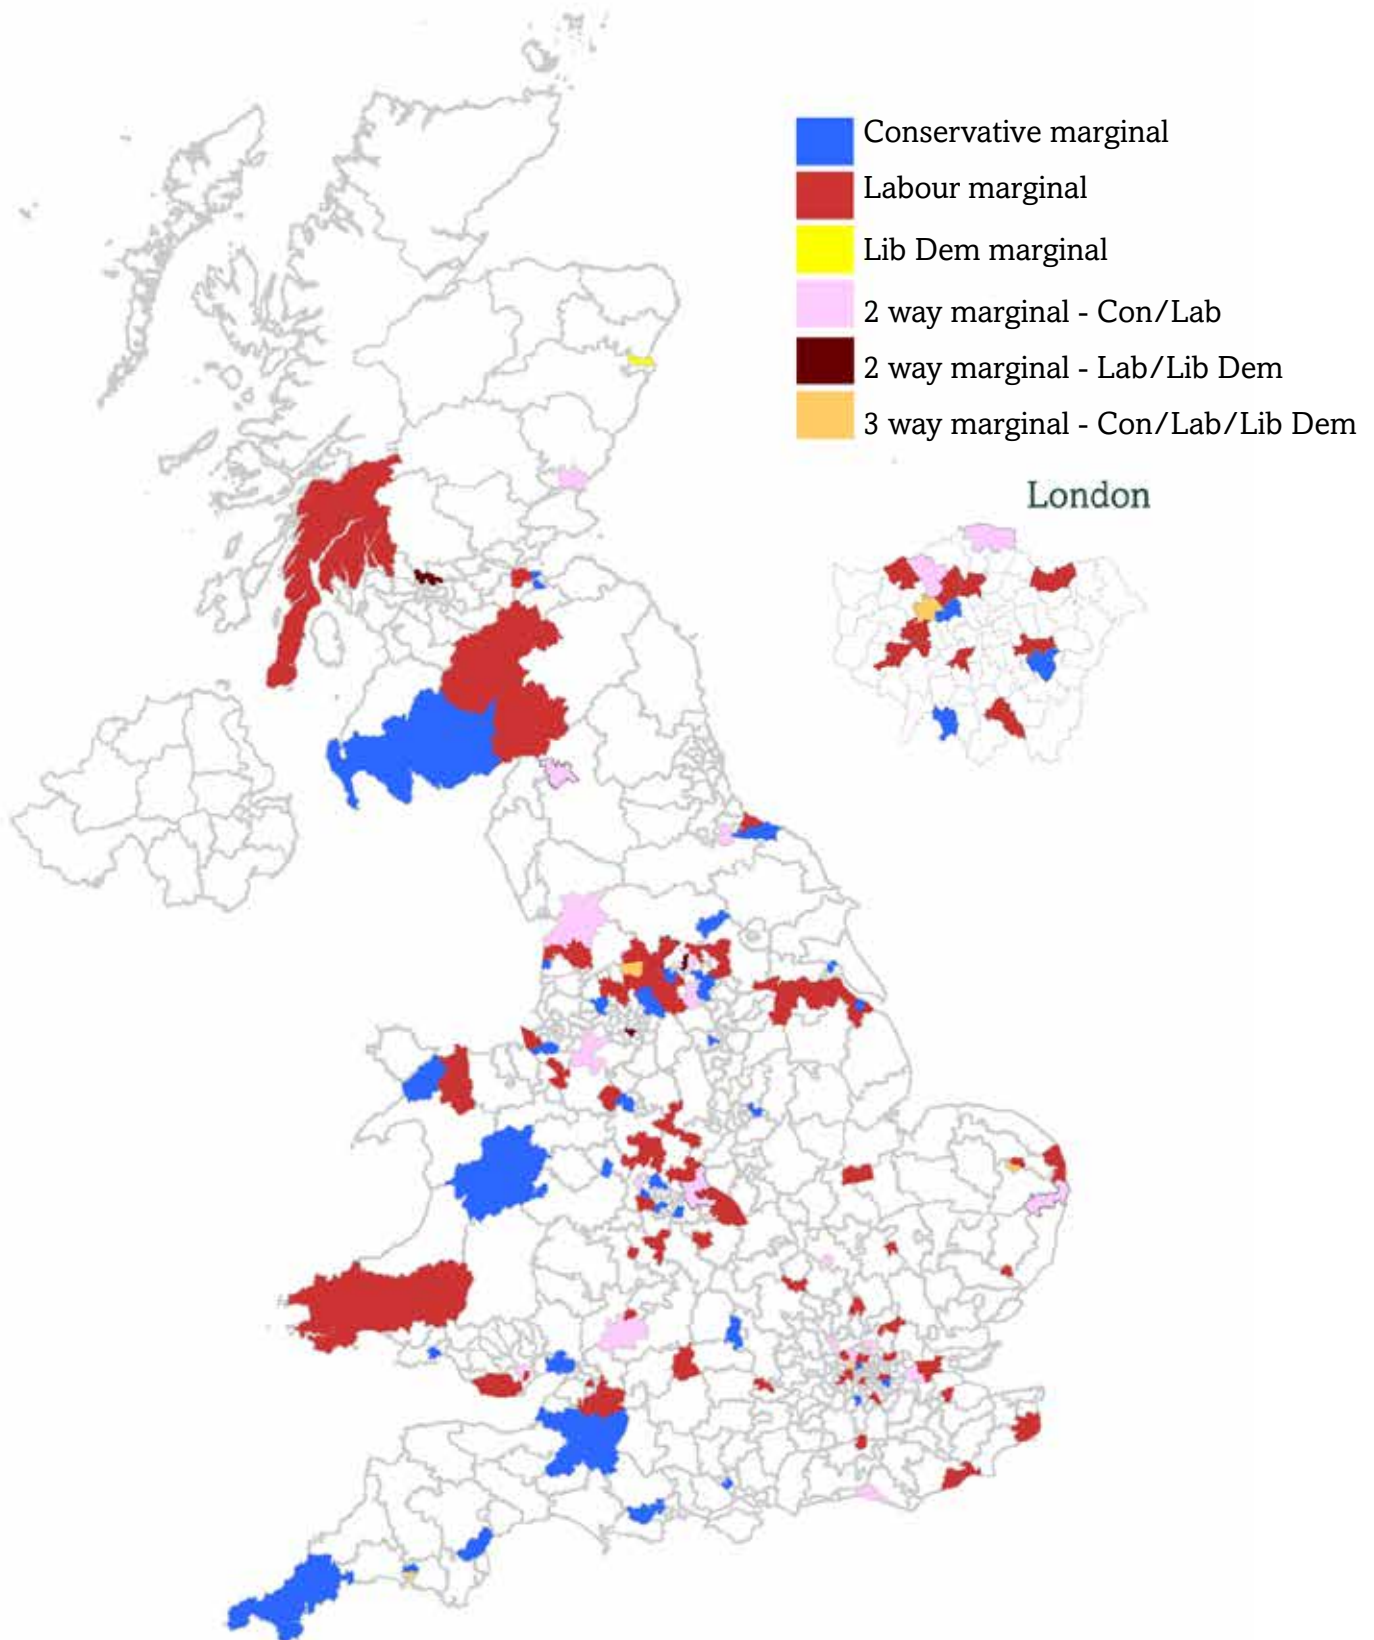 Conservative marginal
Labour marginal
Lib Dem marginal
2 way marginal - Con/Lab
2 way marginal - Lab/Lib Dem
3 way marginal - Con/Lab/Lib Dem
London